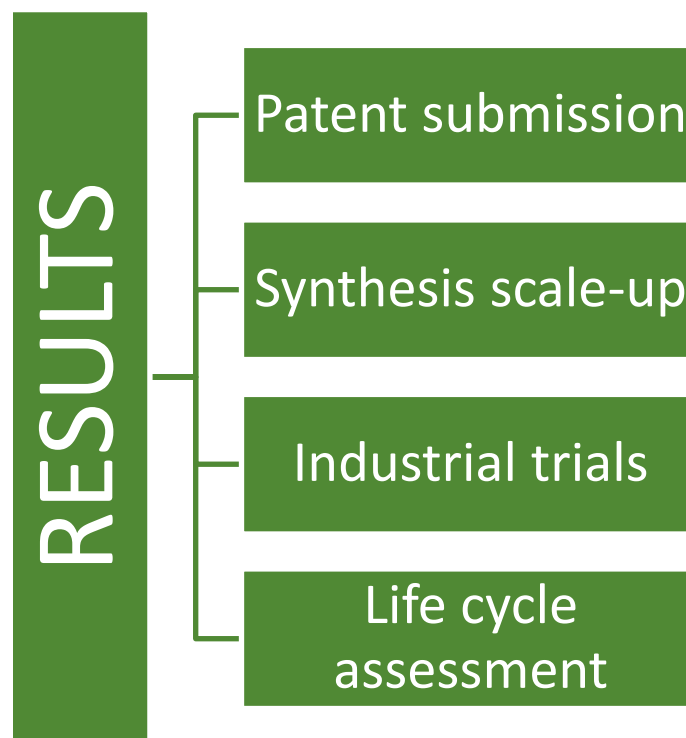 RESULTS
Patent submission
Synthesis scale-up
Industrial trials
Life cycle
assessment